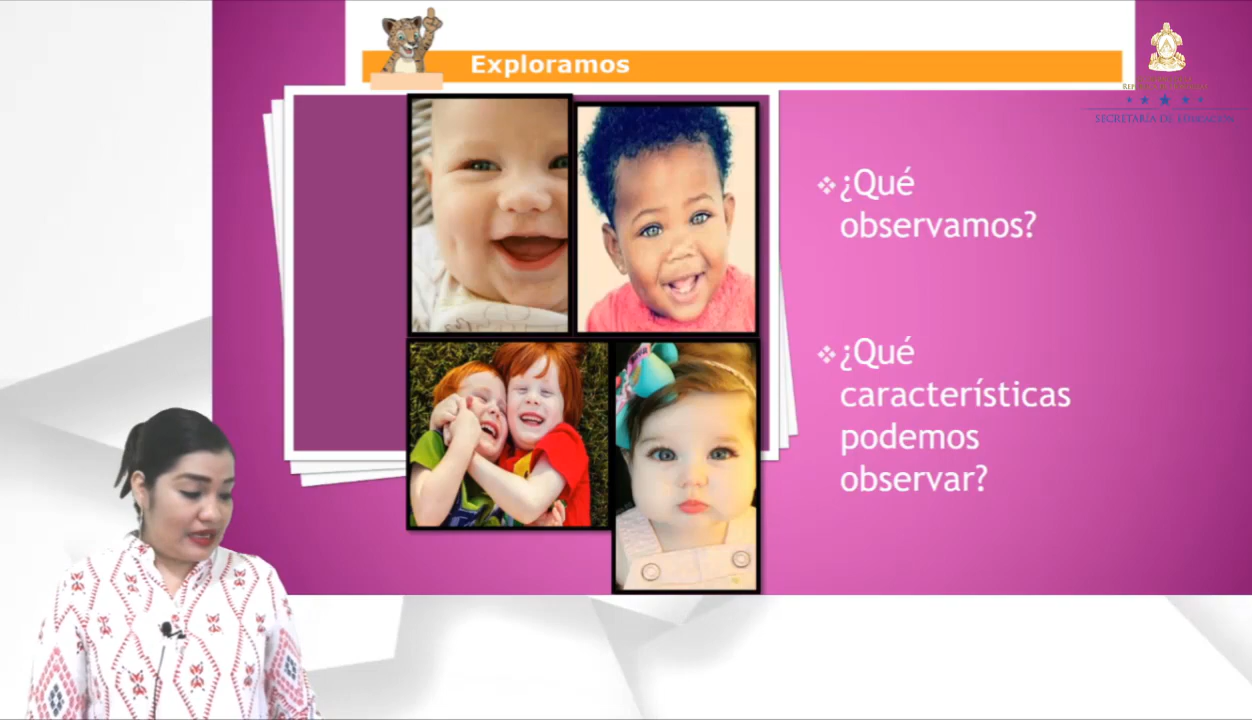 Exploramos
¿Qué
observamos?
¿Qué
características
podemos
observar?
SECRETARÍA DE EDUCACIÓN